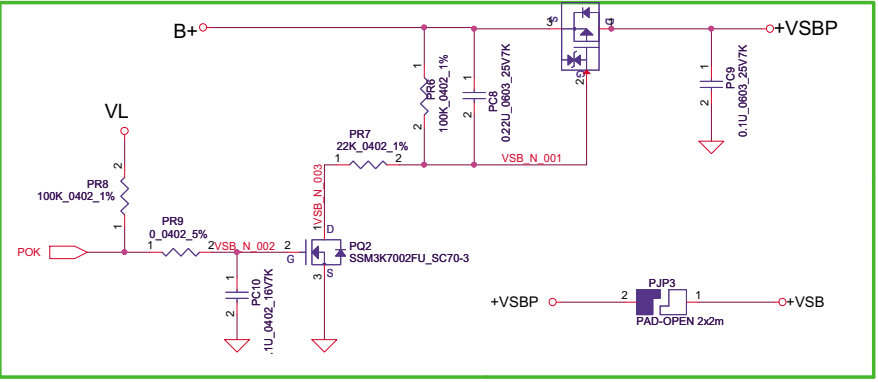 B+
3
S
D
1
+VSBP
G
2
1
PR6
100K_0402_1%
2
1
PC8
0.22U_0603_25V7K
2
1
PC9
0.1U_0603_25V7K
2
VL
PR7
22K_0402_1%
1
2
VSB_N_001
2
PR8
100K_0402_1%
1
VSB_N_003
1
D
PR9
0_0402_5%
POK
1
2
VSB_N_002
2
G
PQ2
SSM3K7002FU_SC70-3
3
S
1
PC10
.1U_0402_16V7K
2
PJP3
+VSBP
2
1
+VSB
PAD-OPEN 2x2m